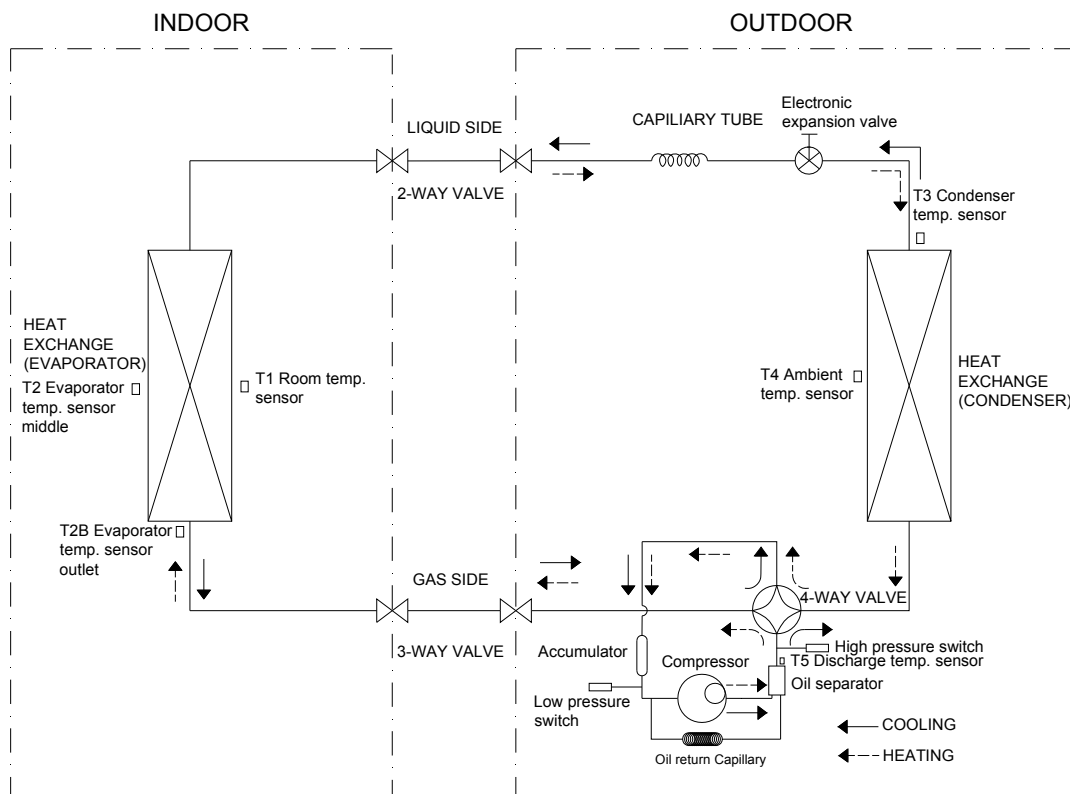 INDOOR
OUTDOOR
LIQUID SIDE
2-WAY VALVE
CAPILIARY TUBE
Electronic
expansion valve
T3 Condenser
temp. sensor
HEAT
EXCHANGE
(EVAPORATOR)
T2 Evaporator
temp. sensor
middle
T1 Room temp.
sensor
T4 Ambient
temp. sensor
HEAT
EXCHANGE
(CONDENSER)
T2B Evaporator
temp. sensor
outlet
GAS SIDE
3-WAY VALVE
4-WAY VALVE
Accumulator
Compressor
High pressure switch
T5 Discharge temp. sensor
Oil separator
Low pressure
switch
Oil return Capillary
COOLING
HEATING